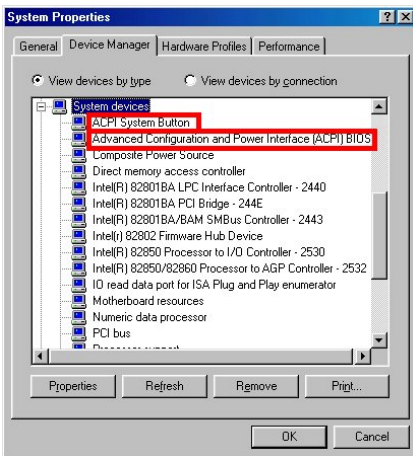 System Properties
General Device Manager Hardware Profiles Performance
View devices by type View devices by connection
System devices
ACPI System Button
Advanced Configuration and Power Interface (ACPI) BIOS
Composite Power Source
Direct memory access controller
Intel(R) 82801BA LPC Interface Controller - 2440
Intel(R) 82801BA PCI Bridge - 244E
Intel(R) 82801BA/BAM SMBus Controller - 2443
Intel(r) 82802 Firmware Hub Device
Intel(R) 82850 Processor to I/O Controller - 2530
Intel(R) 82850/82860 Processor to AGP Controller - 2532
IO read data port for ISA Plug and Play enumerator
Motherboard resources
Numeric data processor
PCI bus
Processor support
Properties Refresh Remove Print...
OK Cancel